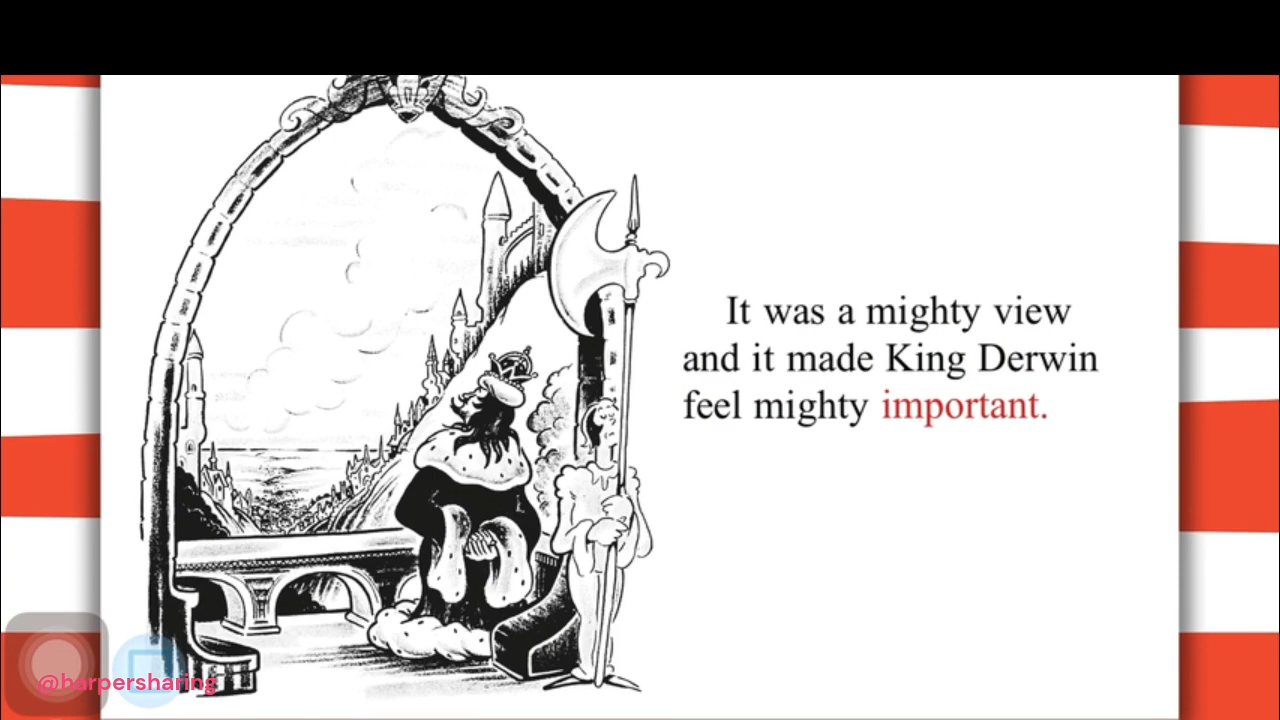 It was a mighty view
and it made King Derwin
feel mighty important.
@harpersharing